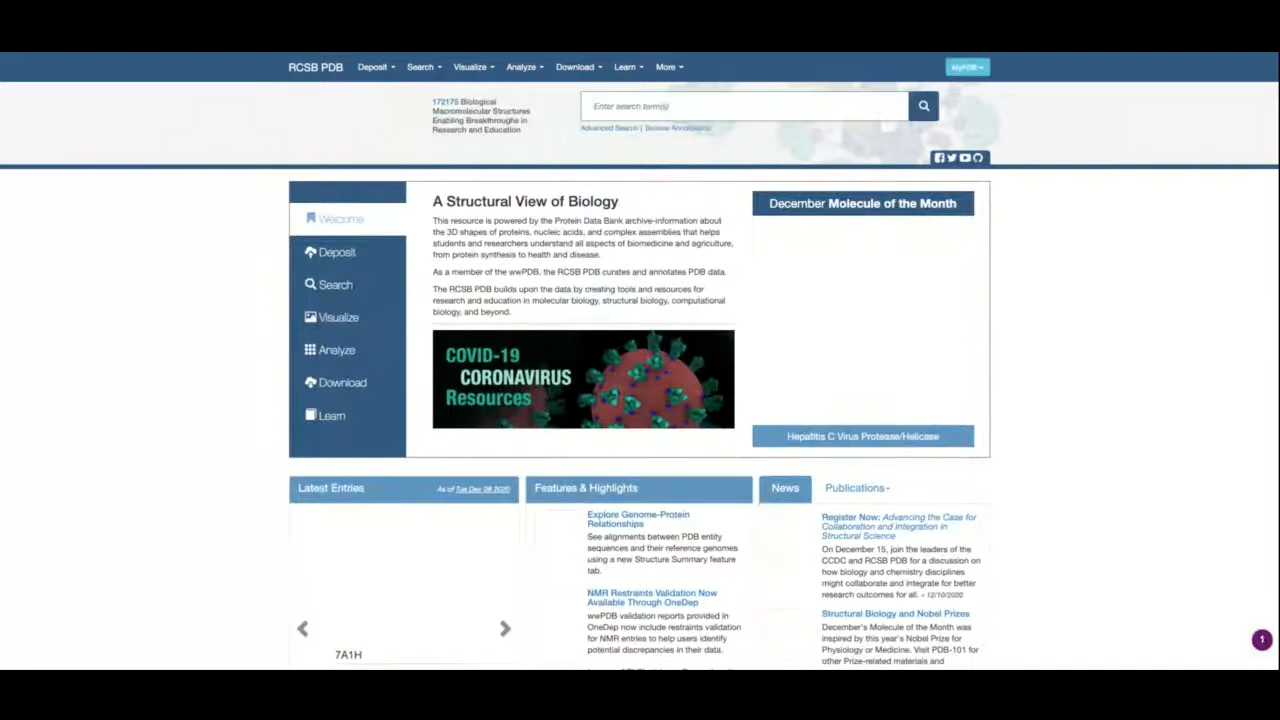 RCSB PDB Deposit Search Visualize Analyze Download Learn More MyPDB
172175 Biological
Macromolecular Structures
Enabling Breakthroughs in
Research and Education
Enter search term(s)
Advanced Search | Browse Annotations
Welcome
Deposit
Search
Visualize
Analyze
Download
Learn
A Structural View of Biology
This resource is powered by the Protein Data Bank archive-information about
the 3D shapes of proteins, nucleic acids, and complex assemblies that helps
students and researchers understand all aspects of biomedicine and agriculture,
from protein synthesis to health and disease.
As a member of the wwPDB, the RCSB PDB curates and annotates PDB data.
The RCSB PDB builds upon the data by creating tools and resources for
research and education in molecular biology, structural biology, computational
biology, and beyond.
COVID-19
CORONAVIRUS
Resources
December Molecule of the Month
Hepatitis C Virus Protease/Helicase
Latest Entries As of Tue Dec 08 2020
7A1H
Features & Highlights
Explore Genome-Protein
Relationships
See alignments between PDB entity
sequences and their reference genomes
using a new Structure Summary feature
tab.
NMR Restraints Validation Now
Available Through OneDep
wwPDB validation reports provided in
OneDep now include restraints validation
for NMR entries to help users identify
potential discrepancies in their data.
News Publications
Register Now: Advancing the Case for
Collaboration and Integration in
Structural Science
On December 15, join the leaders of the
CCDC and RCSB PDB for a discussion on
how biology and chemistry disciplines
might collaborate and integrate for better
research outcomes for all. » 12/10/2020
Structural Biology and Nobel Prizes
December's Molecule of the Month was
inspired by this year's Nobel Prize for
Physiology or Medicine. Visit PDB-101 for
other Prize-related materials and
1